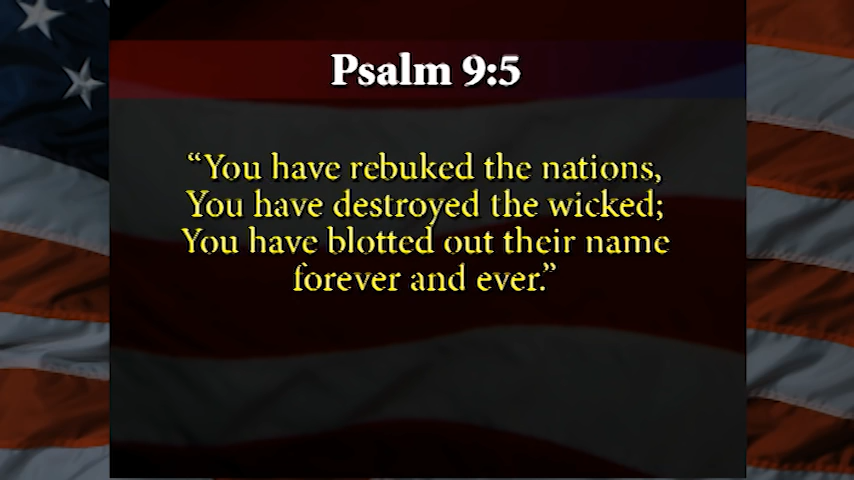 Psalm 9:5
“You have rebuked the nations,
You have destroyed the wicked;
You have blotted out their name
forever and ever.”